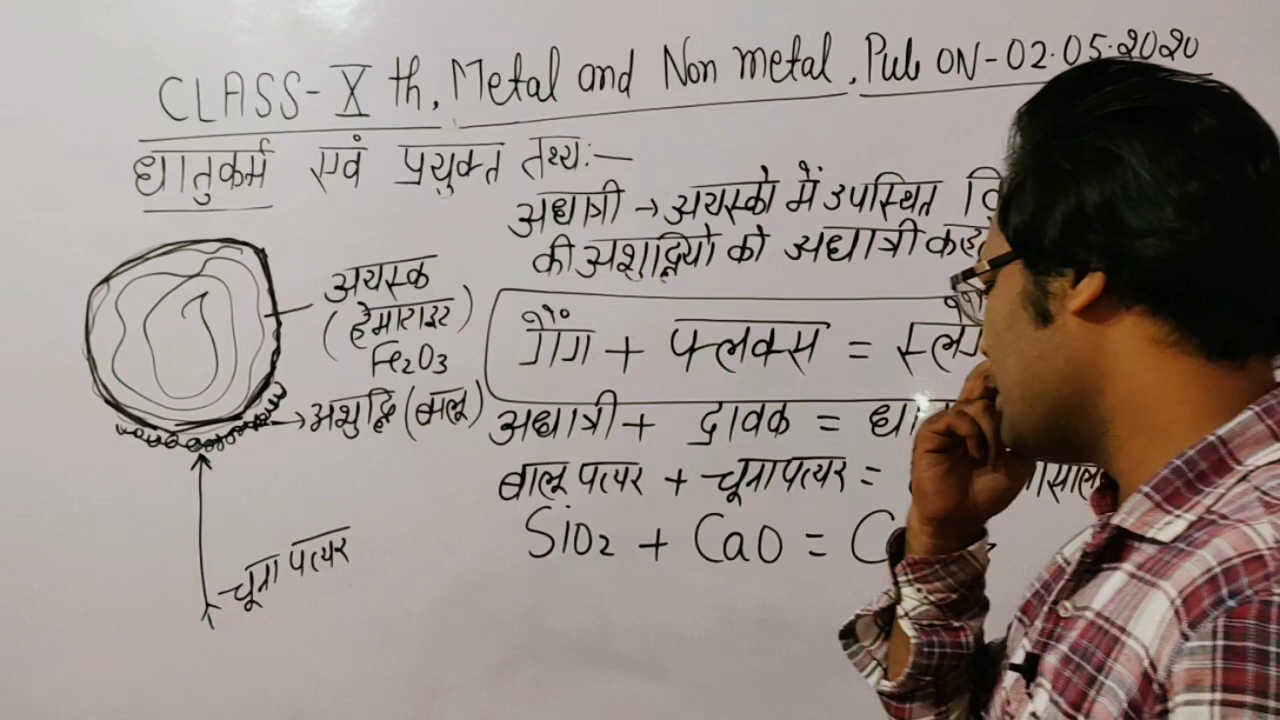 CLASS-X th, Metal and Non metal, Pub ON-02.05.2020
धातुकर्म एवं प्रयुक्त तथ्य:-
अधात्री → अयस्को में उपस्थित
की अशुद्धियो को अधात्री
अयस्क
(हेमाटाइट)
Fe₂O₃
→ अशुद्धि (बालू)
चूना पत्थर
गैंग + फ्लक्स =
अधात्री + द्रावक =
बालू पत्थर + चूनापत्थर =
SiO₂ + CaO =